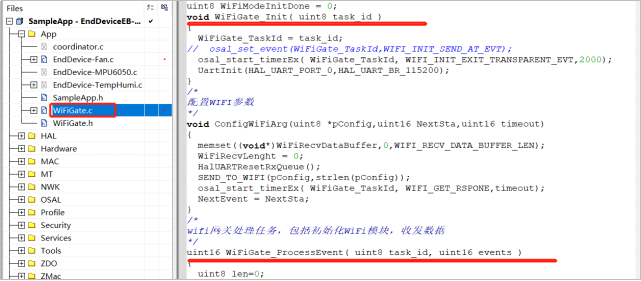 Files
SampleApp - EndDeviceEB-...
App
coordinator.c
EndDevice-Fan.c
EndDevice-MPU6050.c
EndDevice-TempHumi.c
SampleApp.h
WiFiGate.c
WiFiGate.h
HAL
Hardware
MAC
MT
NWK
OSAL
Profile
Security
Services
Tools
ZDO
ZMac
uint8 WiFiModeInitDone = 0;
void WiFiGate_Init( uint8 task_id )
{
WiFiGate_TaskId = task_id;
// osal_set_event(WiFiGate_TaskId,WIFI_INIT_SEND_AT_EVT);
osal_start_timerEx( WiFiGate_TaskId, WIFI_INIT_EXIT_TRANSPARENT_EVT,2000);
UartInit(HAL_UART_PORT_0,HAL_UART_BR_115200);
}
/*
配置WIFI参数
*/
void ConfigWiFiArg(uint8 *pConfig,uint16 NextSta,uint16 timeout)
{
memset((void*)WiFiRecvDataBuffer,0,WIFI_RECV_DATA_BUFFER_LEN);
WiFiRecvLenght = 0;
HalUARTResetRxQueue();
SEND_TO_WIFI(pConfig,strlen(pConfig));
osal_start_timerEx( WiFiGate_TaskId, WIFI_GET_RSPONE,timeout);
NextEvent = NextSta;
}
/*
wifi网关处理任务，包括初始化WiFi模块，收发数据
*/
uint16 WiFiGate_ProcessEvent( uint8 task_id, uint16 events )
{
uint8 len=0;